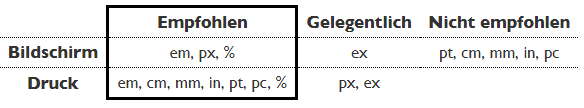 Empfohlen Gelegentlich Nicht empfohlen
Bildschirm em, px, % ex pt, cm, mm, in, pc
Druck em, cm, mm, in, pt, pc, % px, ex